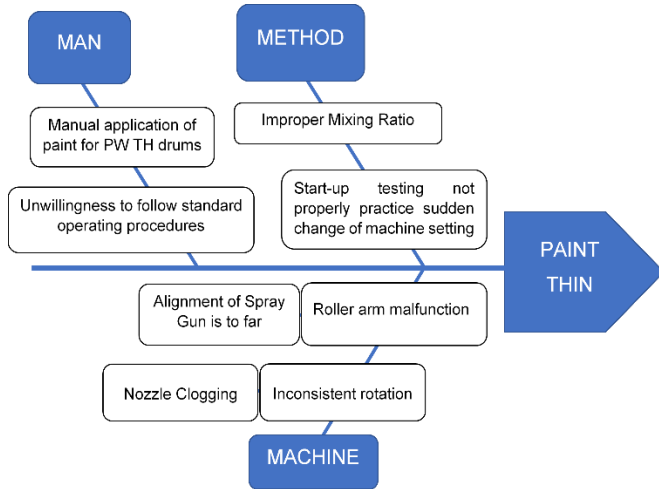 MAN
METHOD
Manual application of
paint for PW TH drums
Improper Mixing Ratio
Unwillingness to follow standard
operating procedures
Start-up testing not
properly practice sudden
change of machine setting
PAINT
THIN
Alignment of Spray
Gun is to far
Roller arm malfunction
Nozzle Clogging
Inconsistent rotation
MACHINE